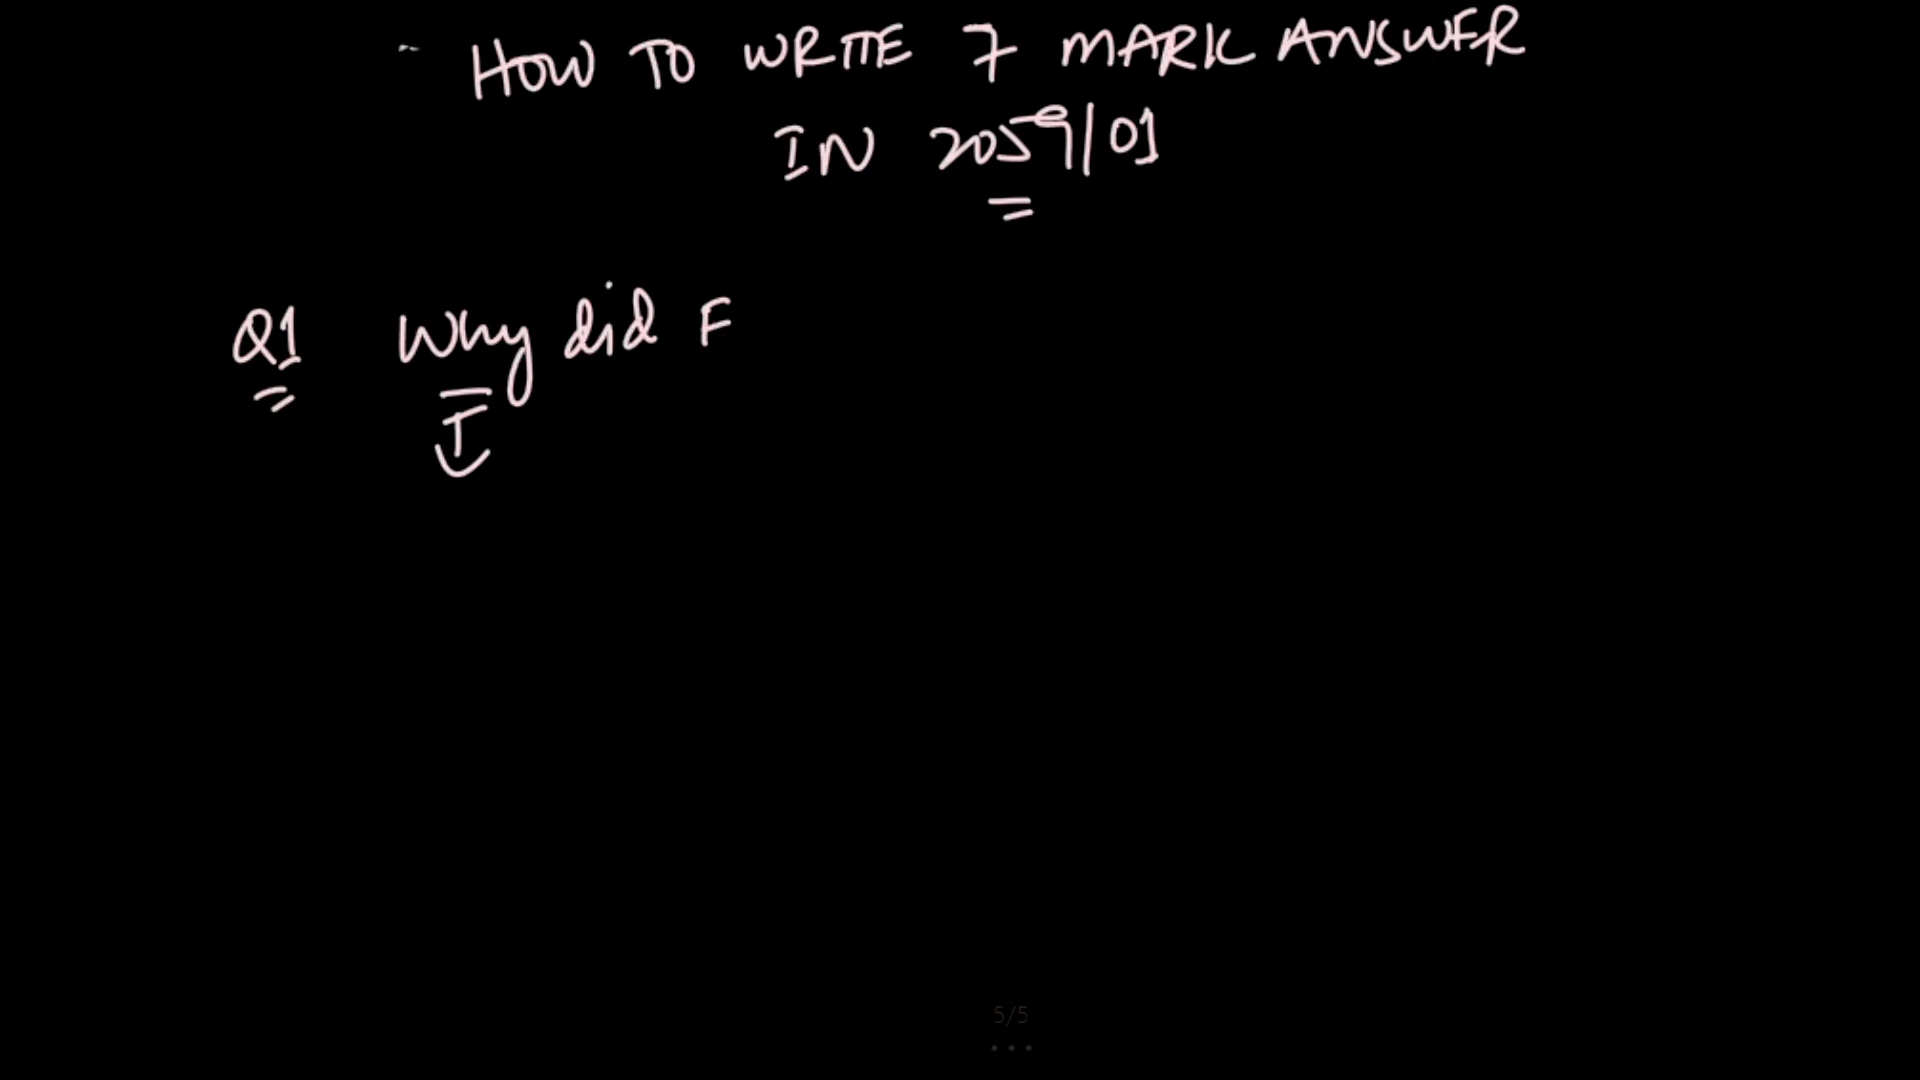 HOW TO WRITE 7 MARK ANSWER
IN 2059/01
Q1 Why did F
5/5